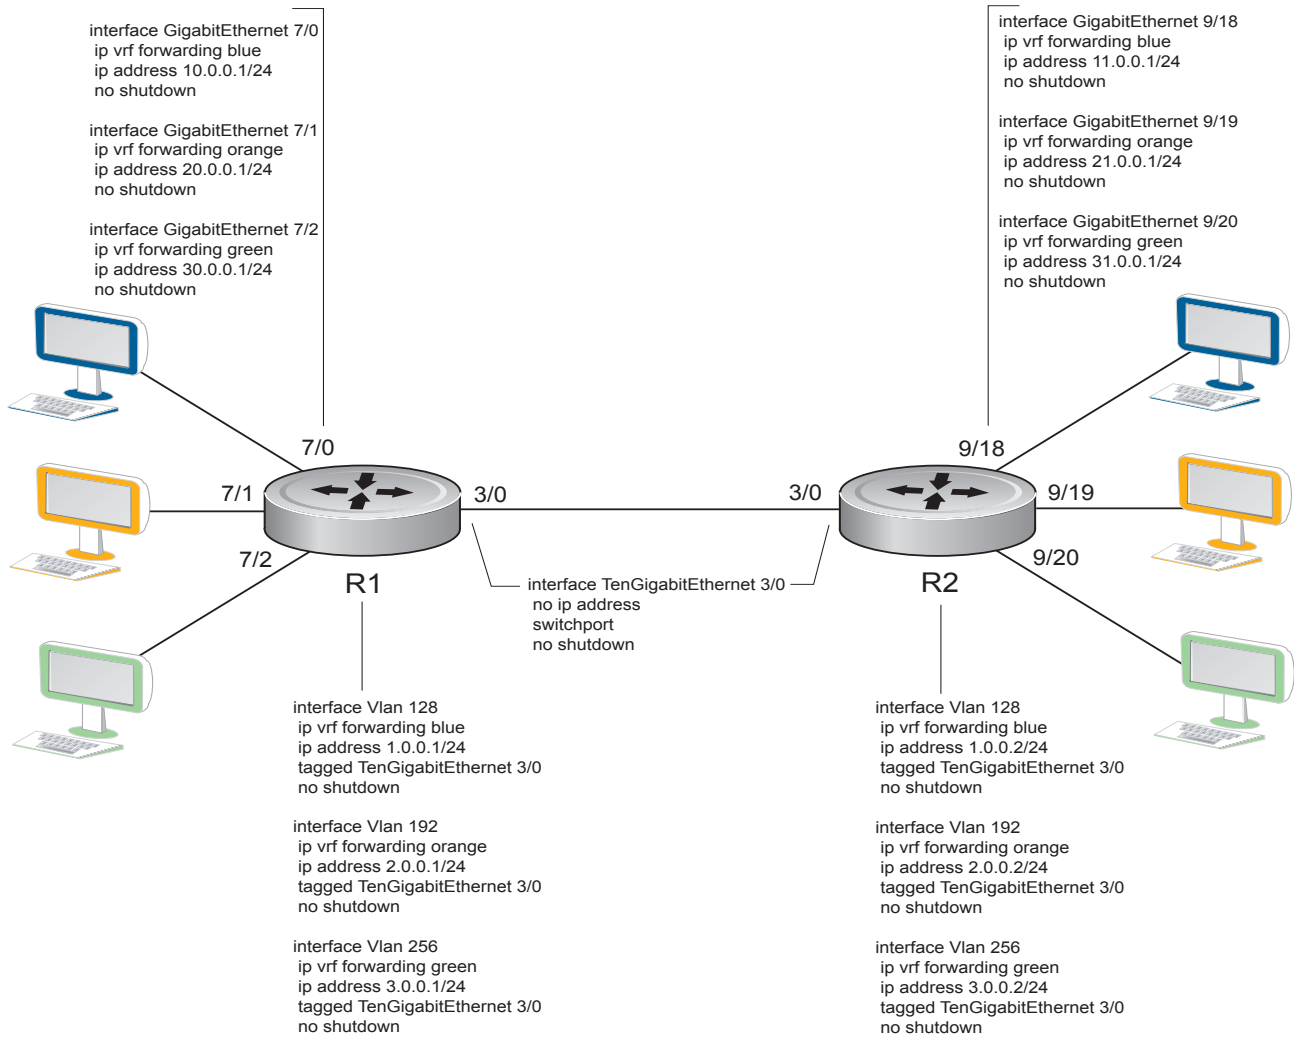 interface GigabitEthernet 7/0
ip vrf forwarding blue
ip address 10.0.0.1/24
no shutdown
interface GigabitEthernet 7/1
ip vrf forwarding orange
ip address 20.0.0.1/24
no shutdown
interface GigabitEthernet 7/2
ip vrf forwarding green
ip address 30.0.0.1/24
no shutdown
interface GigabitEthernet 9/18
ip vrf forwarding blue
ip address 11.0.0.1/24
no shutdown
interface GigabitEthernet 9/19
ip vrf forwarding orange
ip address 21.0.0.1/24
no shutdown
interface GigabitEthernet 9/20
ip vrf forwarding green
ip address 31.0.0.1/24
no shutdown
7/0
7/1
7/2
3/0
R1
3/0
9/18
9/19
9/20
R2
interface TenGigabitEthernet 3/0
no ip address
switchport
no shutdown
interface Vlan 128
ip vrf forwarding blue
ip address 1.0.0.1/24
tagged TenGigabitEthernet 3/0
no shutdown
interface Vlan 192
ip vrf forwarding orange
ip address 2.0.0.1/24
tagged TenGigabitEthernet 3/0
no shutdown
interface Vlan 256
ip vrf forwarding green
ip address 3.0.0.1/24
tagged TenGigabitEthernet 3/0
no shutdown
interface Vlan 128
ip vrf forwarding blue
ip address 1.0.0.2/24
tagged TenGigabitEthernet 3/0
no shutdown
interface Vlan 192
ip vrf forwarding orange
ip address 2.0.0.2/24
tagged TenGigabitEthernet 3/0
no shutdown
interface Vlan 256
ip vrf forwarding green
ip address 3.0.0.2/24
tagged TenGigabitEthernet 3/0
no shutdown